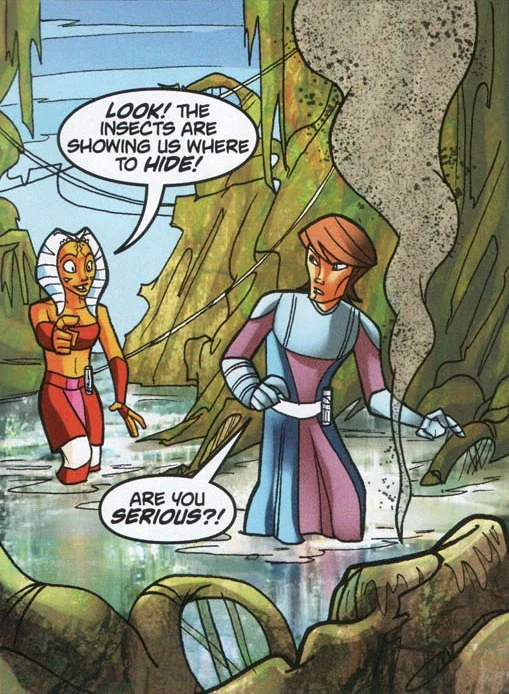 LOOK! THE
INSECTS ARE
SHOWING US WHERE
TO HIDE!
ARE YOU
SERIOUS?!